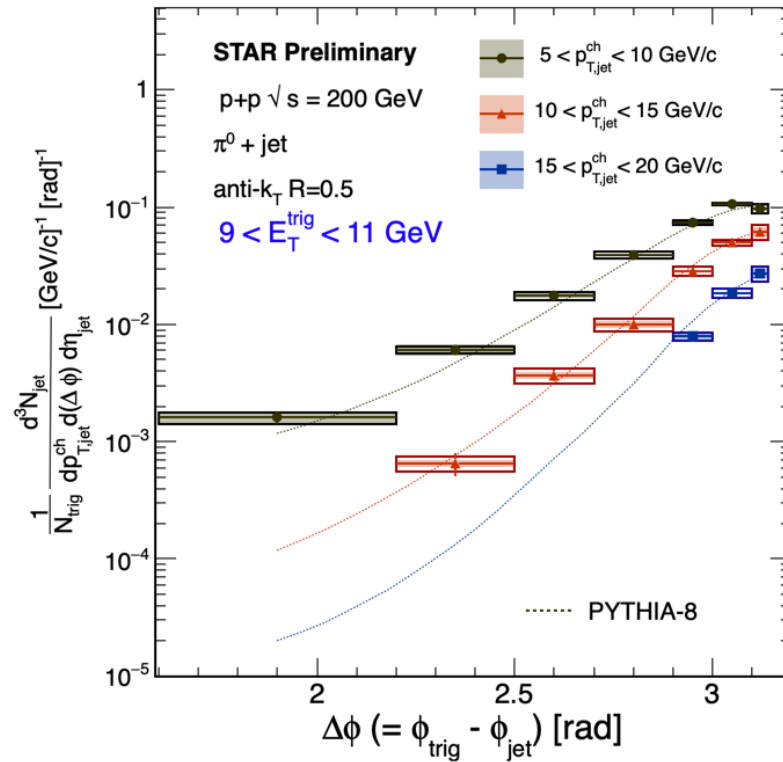 STAR Preliminary
p+p √s = 200 GeV
π⁰ + jet
anti-k_T R=0.5
9 < E_T^trig < 11 GeV
5 < p_T,jet^ch < 10 GeV/c
10 < p_T,jet^ch < 15 GeV/c
15 < p_T,jet^ch < 20 GeV/c
1
10⁻¹
10⁻²
10⁻³
10⁻⁴
10⁻⁵
1/N_trig d³N_jet/dp_T,jet^ch d(Δϕ) dη_jet [GeV/c]⁻¹ [rad]⁻¹
PYTHIA-8
2
2.5
3
Δϕ (= ϕ_trig - ϕ_jet) [rad]